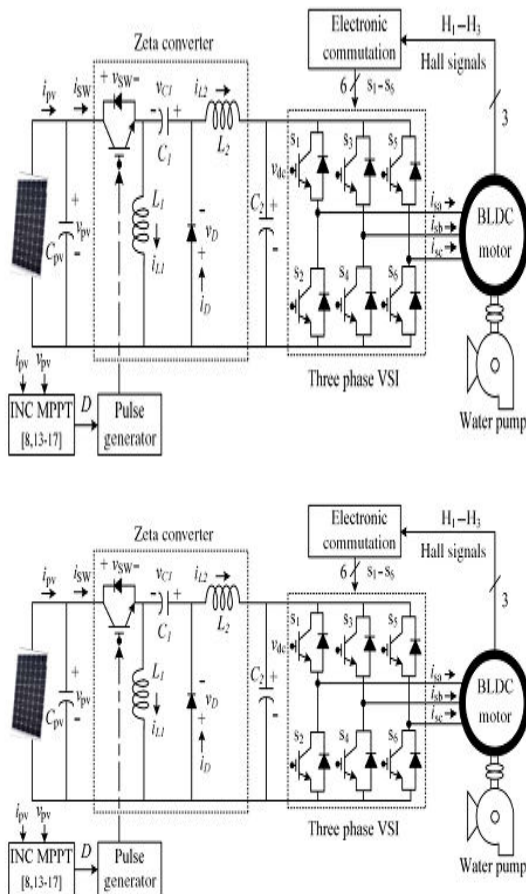 Zeta converter
Electronic
commutation
H1–H3
Hall signals
6
s1–s6
3
ipv
iSW
+ vSW –
vC1
– +
C1
iL2
L2
L1
iL1
–
vD
+
iD
C2
+
–
Cpv
+
vpv
–
vdc
s1
s3
s5
s2
s4
s6
isa
isb
isc
BLDC
motor
Three phase VSI
Water pump
ipv
vpv
INC MPPT
[8,13-17]
D
Pulse
generator
Zeta converter
Electronic
commutation
H1–H3
Hall signals
6
s1–s6
3
ipv
iSW
+ vSW –
vC1
– +
C1
iL2
L2
L1
iL1
–
vD
+
iD
C2
+
–
Cpv
+
vpv
–
vdc
s1
s3
s5
s2
s4
s6
isa
isb
isc
BLDC
motor
Three phase VSI
Water pump
ipv
vpv
INC MPPT
[8,13-17]
D
Pulse
generator